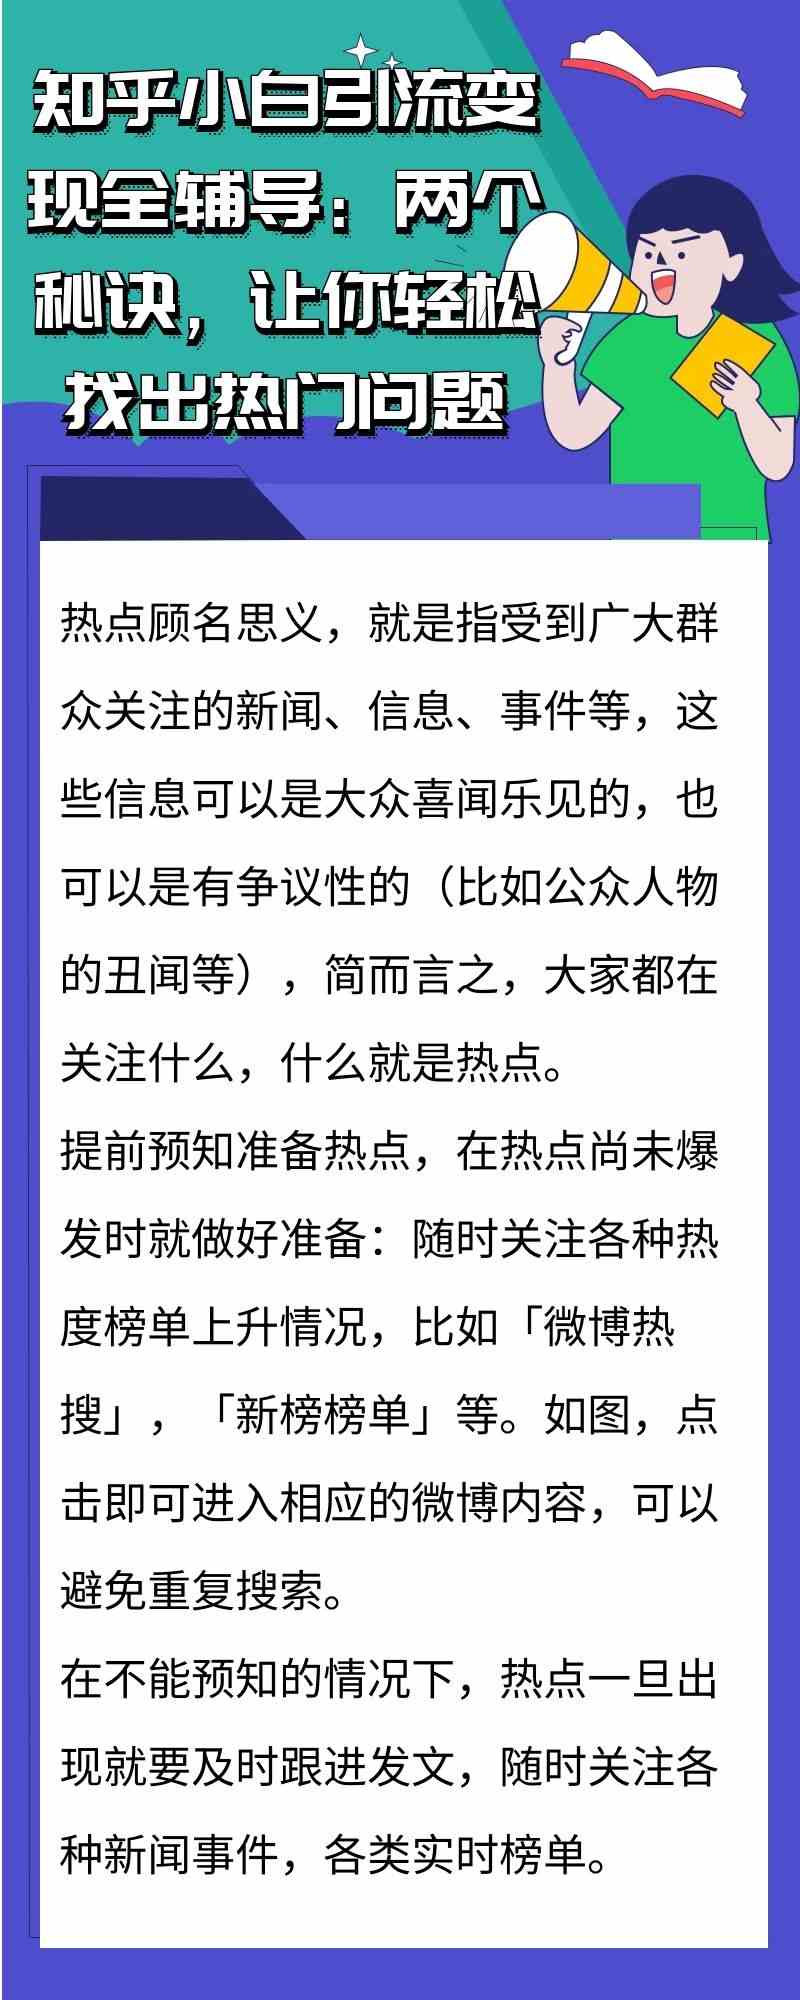 知乎小白引流变
现全辅导：两个
秘诀，让你轻松
找出热门问题
热点顾名思义，就是指受到广大群
众关注的新闻、信息、事件等，这
些信息可以是大众喜闻乐见的，也
可以是有争议性的（比如公众人物
的丑闻等），简而言之，大家都在
关注什么，什么就是热点。
提前预知准备热点，在热点尚未爆
发时就做好准备：随时关注各种热
度榜单上升情况，比如「微博热
搜」，「新榜榜单」等。如图，点
击即可进入相应的微博内容，可以
避免重复搜索。
在不能预知的情况下，热点一旦出
现就要及时跟进发文，随时关注各
种新闻事件，各类实时榜单。